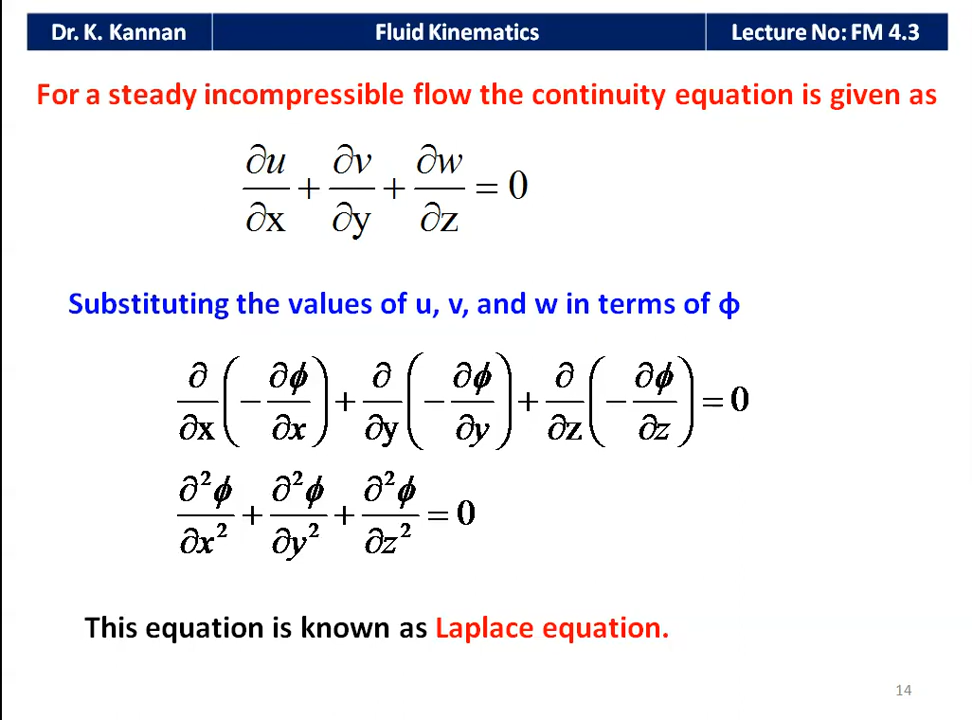 Dr. K. Kannan Fluid Kinematics Lecture No: FM 4.3
For a steady incompressible flow the continuity equation is given as
∂u/∂x + ∂v/∂y + ∂w/∂z = 0
Substituting the values of u, v, and w in terms of ϕ
∂/∂x (−∂ϕ/∂x) + ∂/∂y (−∂ϕ/∂y) + ∂/∂z (−∂ϕ/∂z) = 0
∂²ϕ/∂x² + ∂²ϕ/∂y² + ∂²ϕ/∂z² = 0
This equation is known as Laplace equation.
14